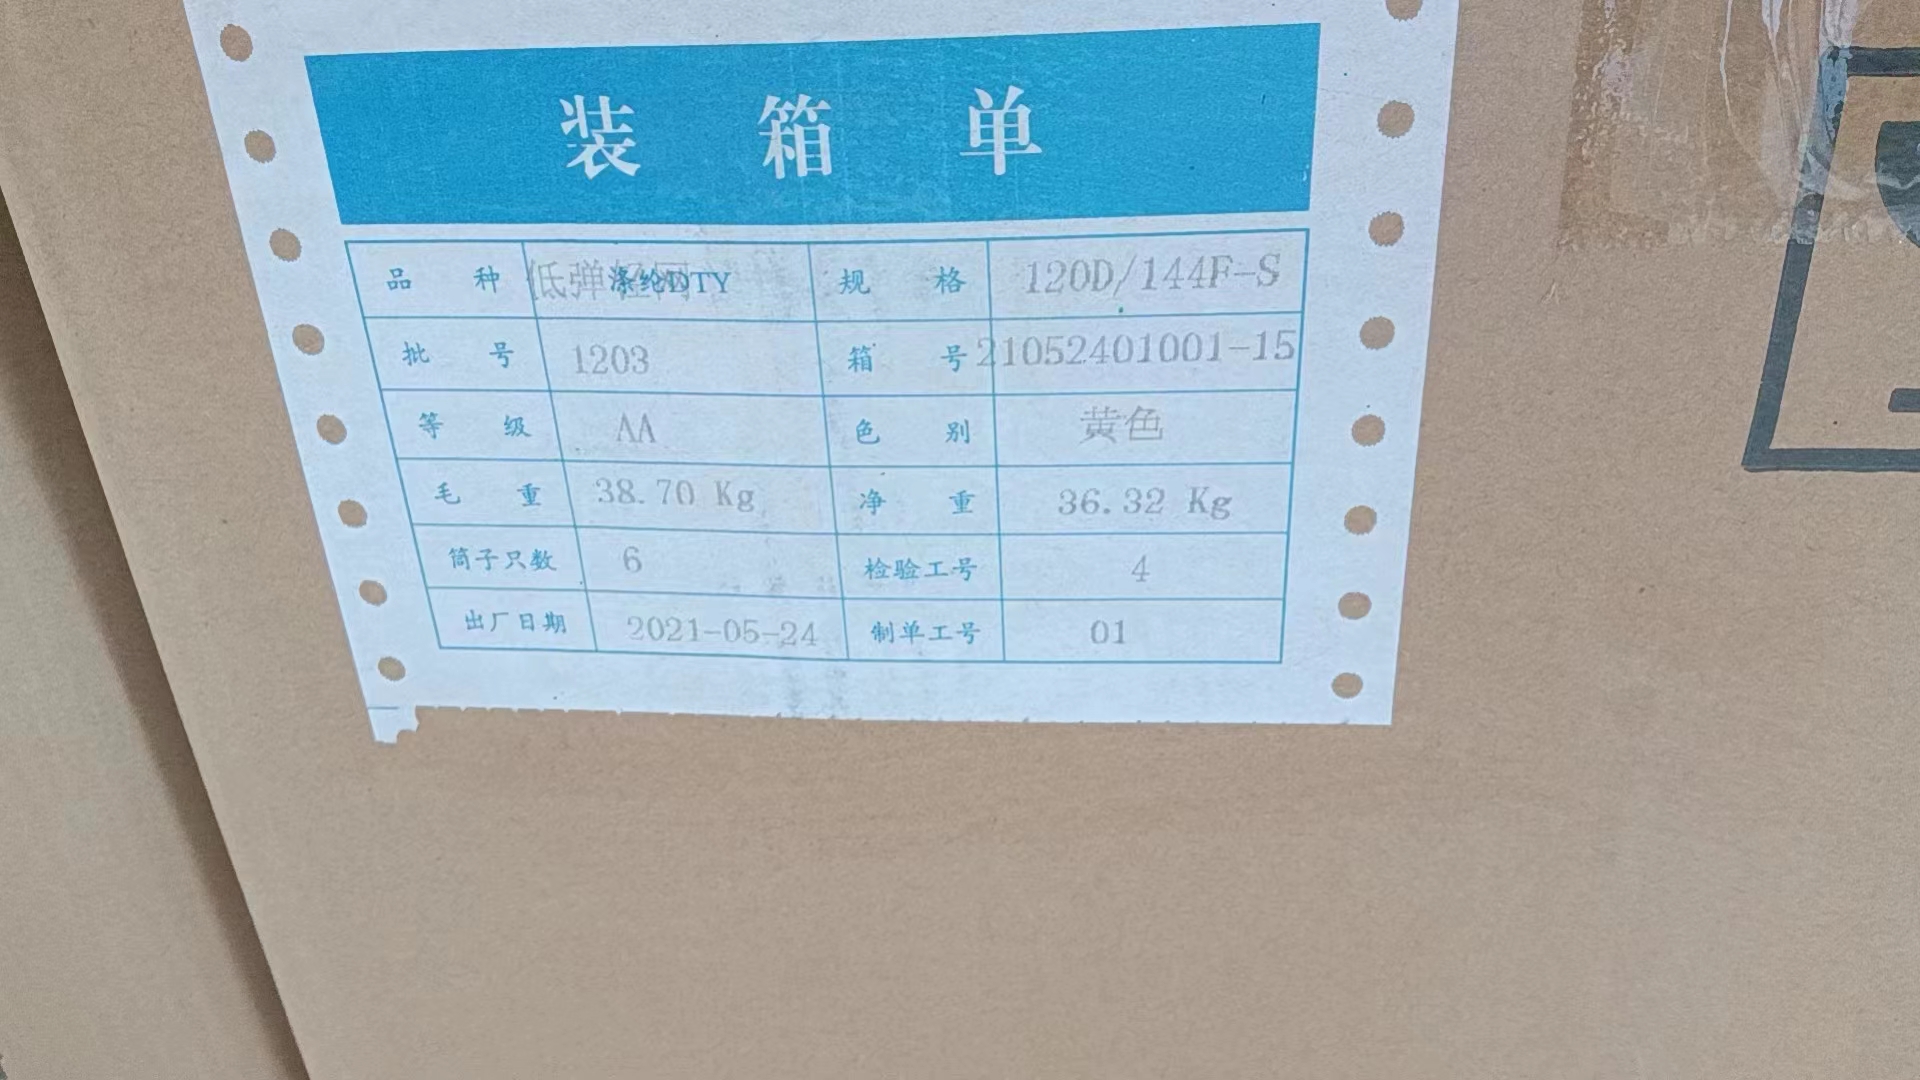 装箱单
品种 涤纶DTY 低弹轻网 规格 120D/144F-S
批号 1203 箱号 21052401001-15
等级 AA 色别 黄色
毛重 38.70 Kg 净重 36.32 Kg
筒子只数 6 检验工号 4
出厂日期 2021-05-24 制单工号 01